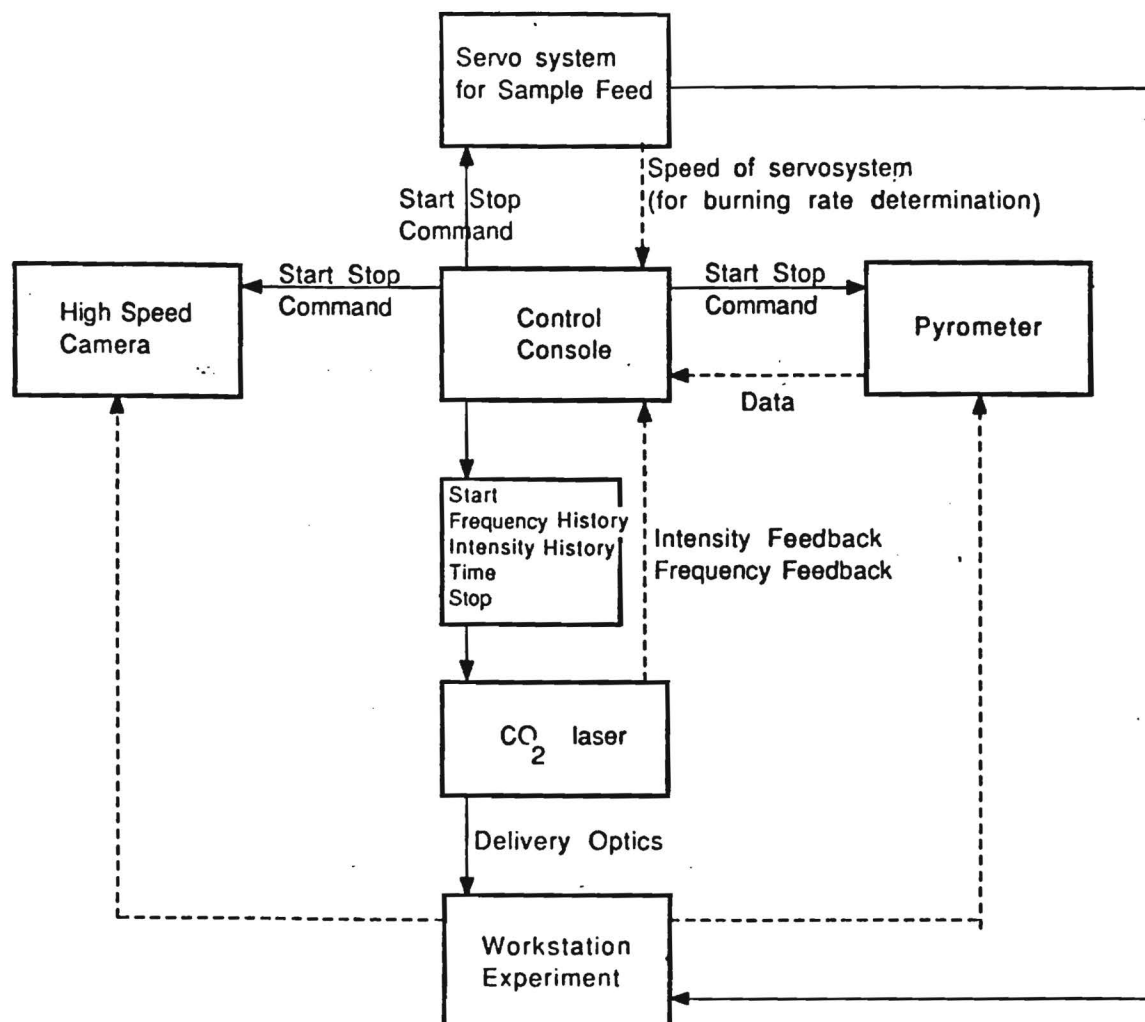 Servo system
for Sample Feed
Speed of servosystem
(for burning rate determination)
Start Stop
Command
High Speed
Camera
Start Stop
Command
Control
Console
Start Stop
Command
Pyrometer
Data
Start
Frequency History
Intensity History
Time
Stop
Intensity Feedback
Frequency Feedback
CO2 laser
Delivery Optics
Workstation
Experiment